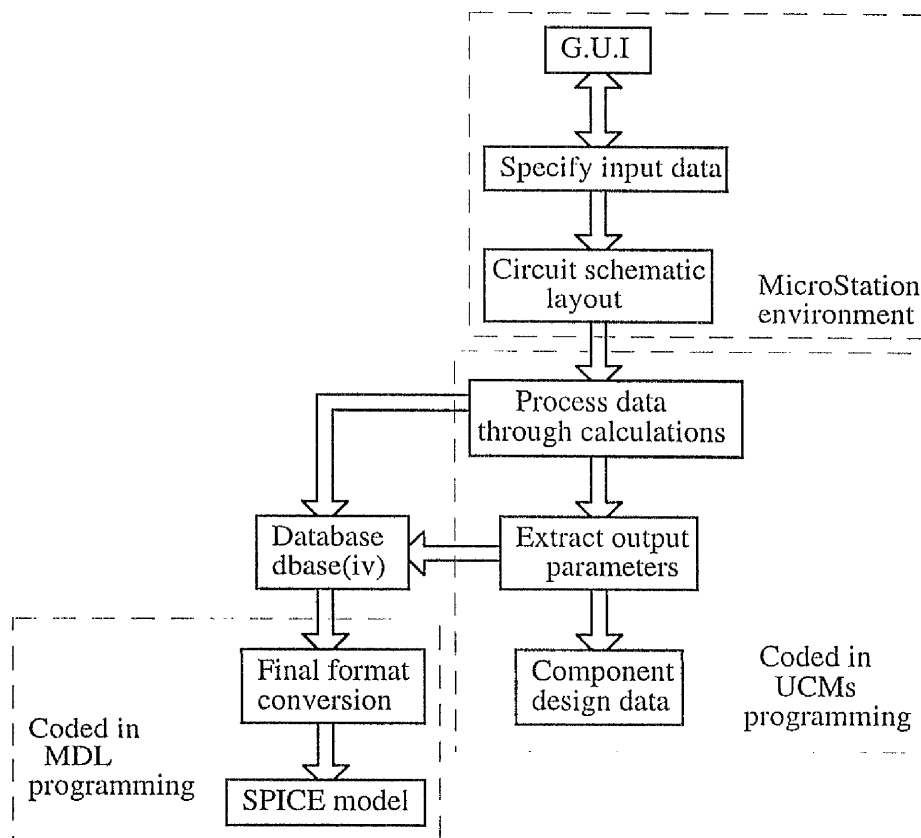 G.U.I
Specify input data
Circuit schematic
layout
MicroStation
environment
Process data
through calculations
Database
dbase(iv)
Extract output
parameters
Final format
conversion
Component
design data
Coded in
UCMs
programming
Coded in
MDL
programming
SPICE model